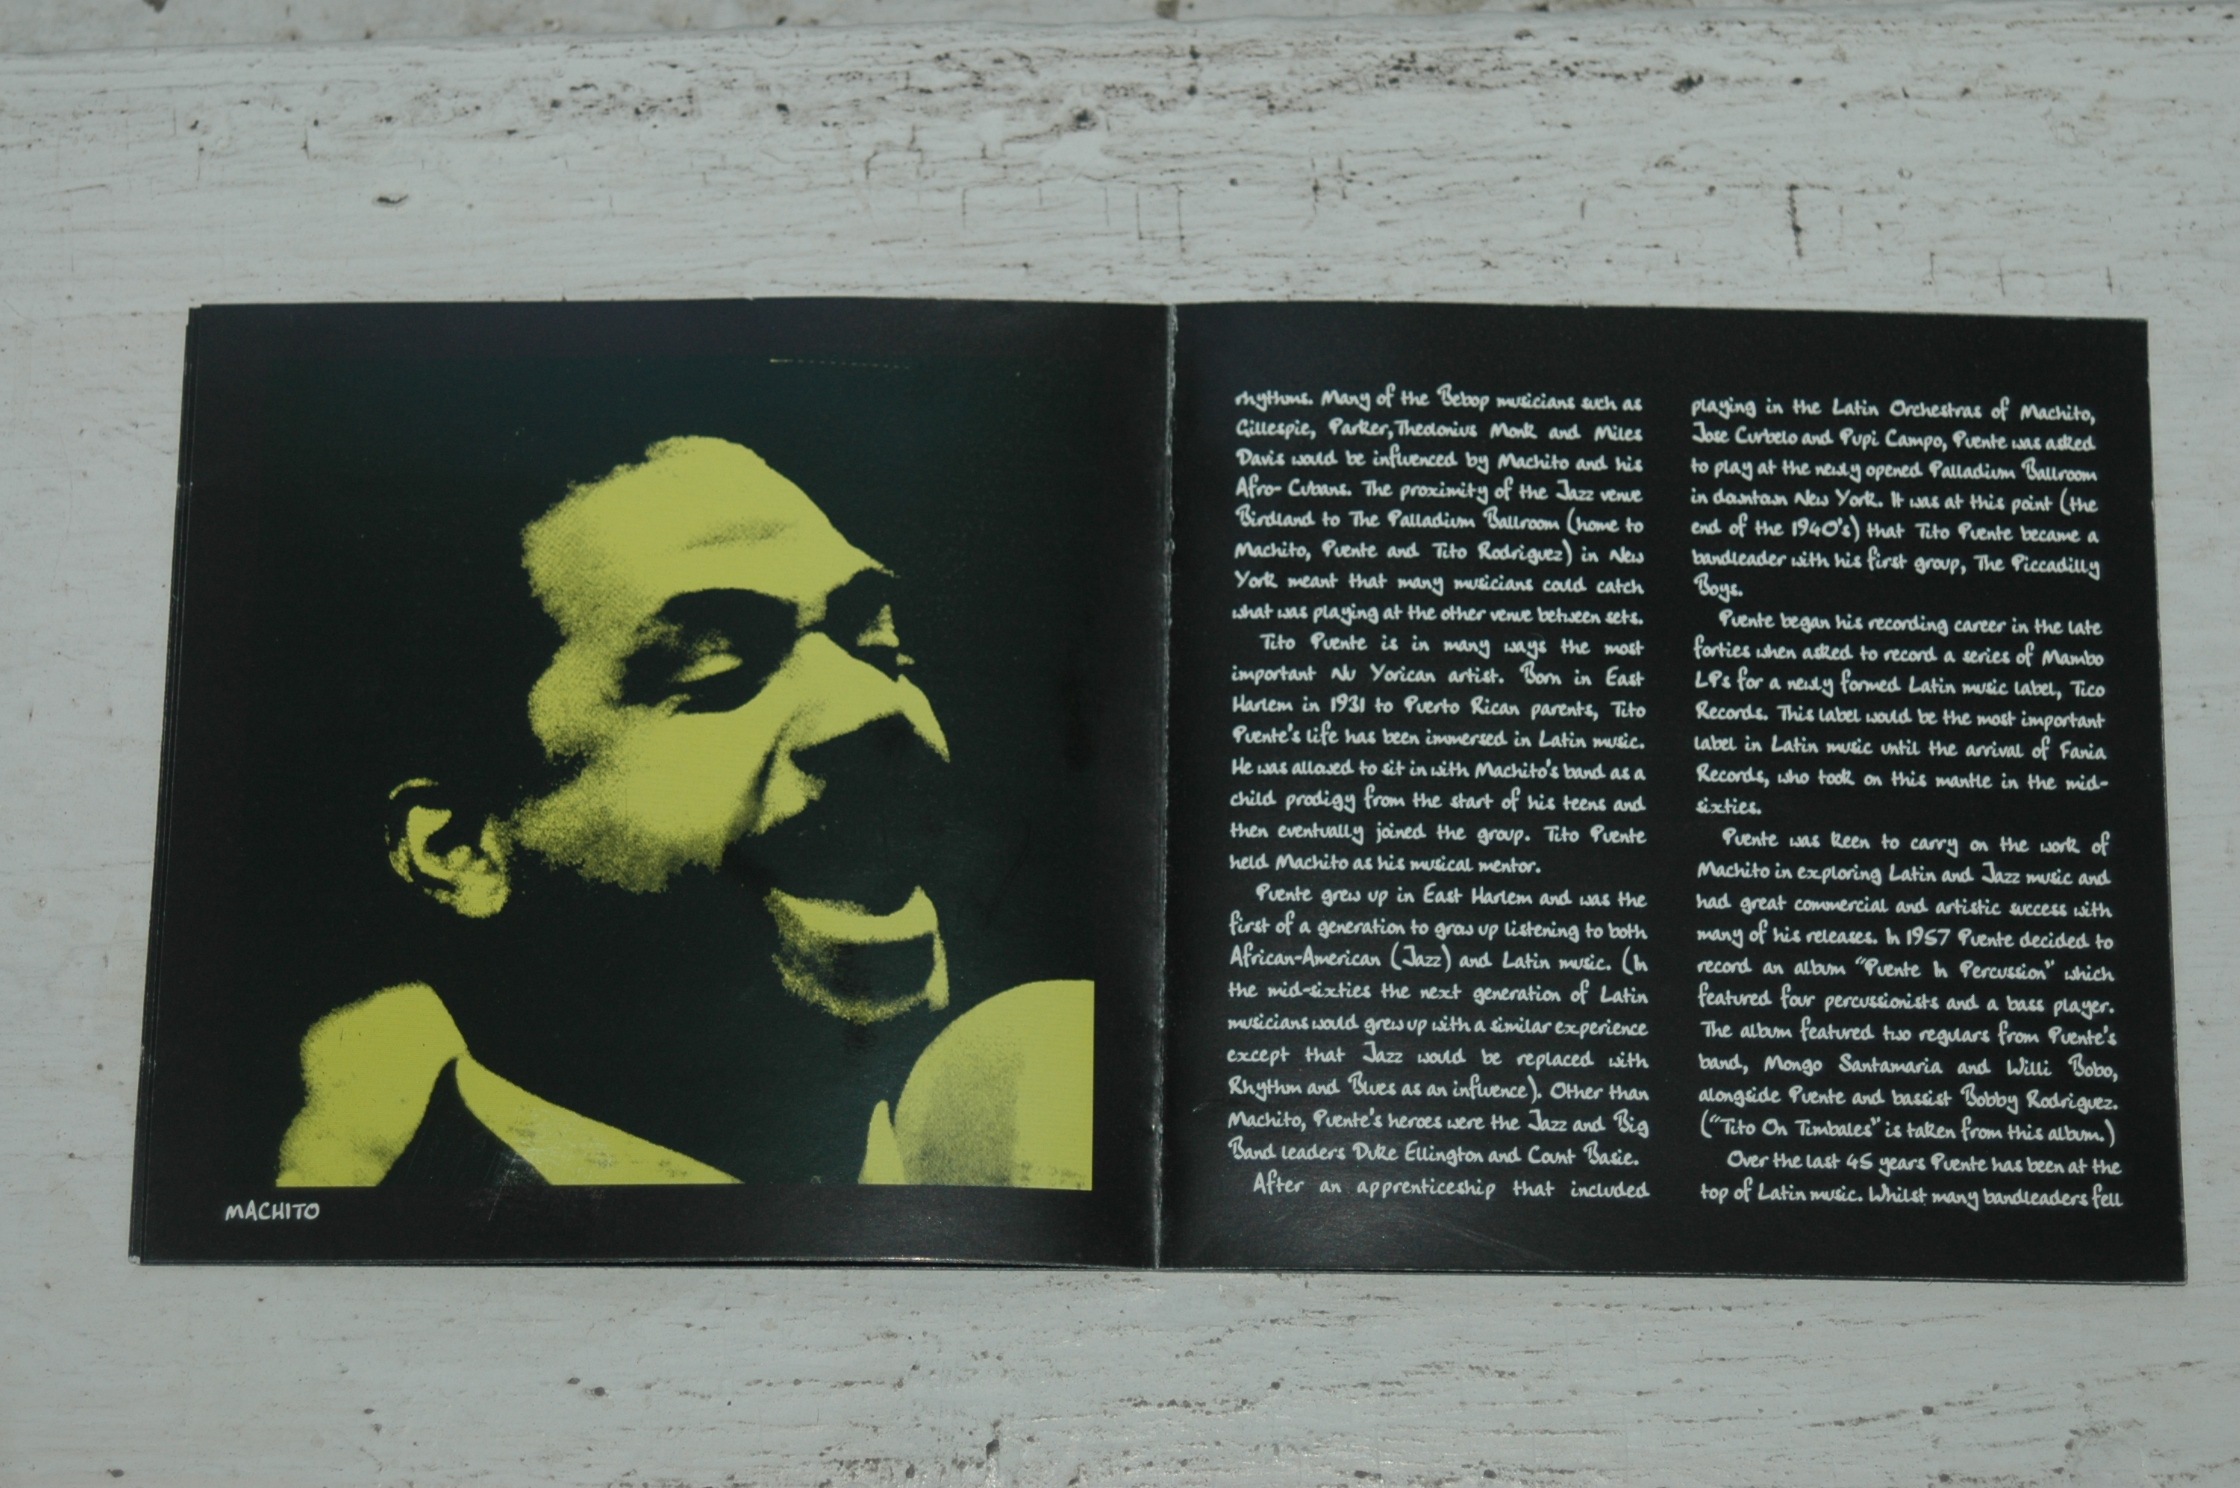 MACHITO
rhythms. Many of the Bebop musicians such as
Gillespie, Parker, Thedonius Monk and Miles
Davis would be influenced by Machito and his
Afro-Cubans. The proximity of the Jazz venue
Birdland to The Palladium Ballroom (home to
Machito, Puente and Tito Rodriguez) in New
York meant that many musicians could catch
what was playing at the other venue between sets.
Tito Puente is in many ways the most
important Nu Yorican artist. Born in East
Harlem in 1931 to Puerto Rican parents, Tito
Puente's life has been immersed in Latin music.
He was allowed to sit in with Machito's band as a
child prodigy from the start of his teens and
then eventually joined the group. Tito Puente
held Machito as his musical mentor.
Puente grew up in East Harlem and was the
first of a generation to grow up listening to both
African-American (Jazz) and Latin music. (In
the mid-sixties the next generation of Latin
musicians would grew up with a similar experience
except that Jazz would be replaced with
Rhythm and Blues as an influence). Other than
Machito, Puente's heroes were the Jazz and Big
Band leaders Duke Ellington and Count Basie.
After an apprenticeship that included
playing in the Latin Orchestras of Machito,
Jose Curbelo and Pupi Campo, Puente was asked
to play at the newly opened Palladium Ballroom
in downtown New York. It was at this point (the
end of the 1940's) that Tito Puente became a
bandleader with his first group, The Piccadilly
Boys.
Puente began his recording career in the late
forties when asked to record a series of Mambo
LPs for a newly formed Latin music label, Tico
Records. This label would be the most important
label in Latin music until the arrival of Fania
Records, who took on this mantle in the mid-
sixties.
Puente was keen to carry on the work of
Machito in exploring Latin and Jazz music and
had great commercial and artistic success with
many of his releases. In 1957 Puente decided to
record an album "Puente In Percussion" which
featured four percussionists and a bass player.
The album featured two regulars from Puente's
band, Mongo Santamaria and Willi Bobo,
alongside Puente and bassist Bobby Rodriguez.
("Tito On Timbales" is taken from this album.)
Over the last 45 years Puente has been at the
top of Latin music. Whilst many bandleaders fell